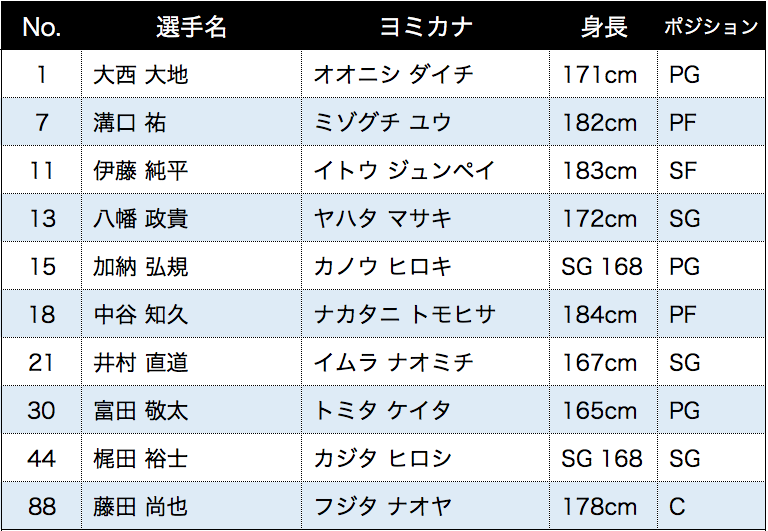 No. 選手名 ヨミカナ 身長 ポジション
1 大西 大地 オオニシ ダイチ 171cm PG
7 溝口 祐 ミゾグチ ユウ 182cm PF
11 伊藤 純平 イトウ ジュンペイ 183cm SF
13 八幡 政貴 ヤハタ マサキ 172cm SG
15 加納 弘規 カノウ ヒロキ SG 168 PG
18 中谷 知久 ナカタニ トモヒサ 184cm PF
21 井村 直道 イムラ ナオミチ 167cm SG
30 富田 敬太 トミタ ケイタ 165cm PG
44 梶田 裕士 カジタ ヒロシ SG 168 SG
88 藤田 尚也 フジタ ナオヤ 178cm C